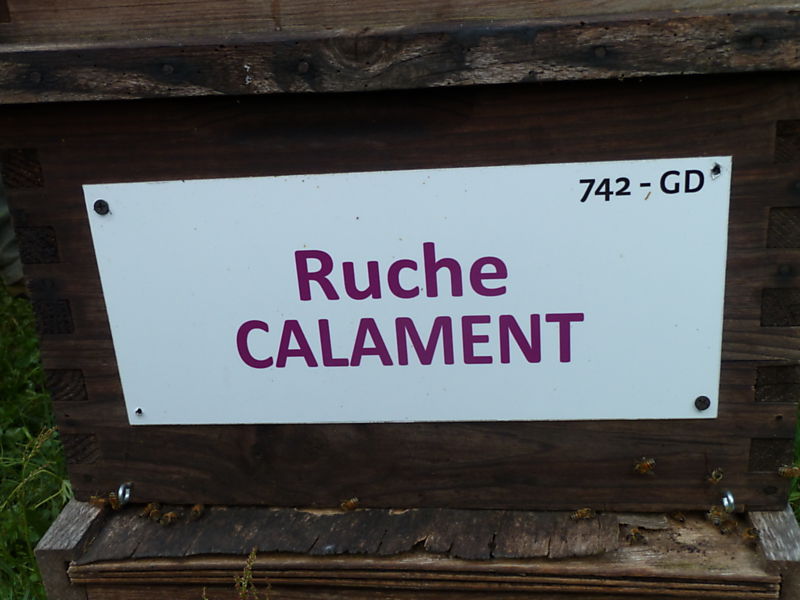 742 - GD
Ruche
CALAMENT